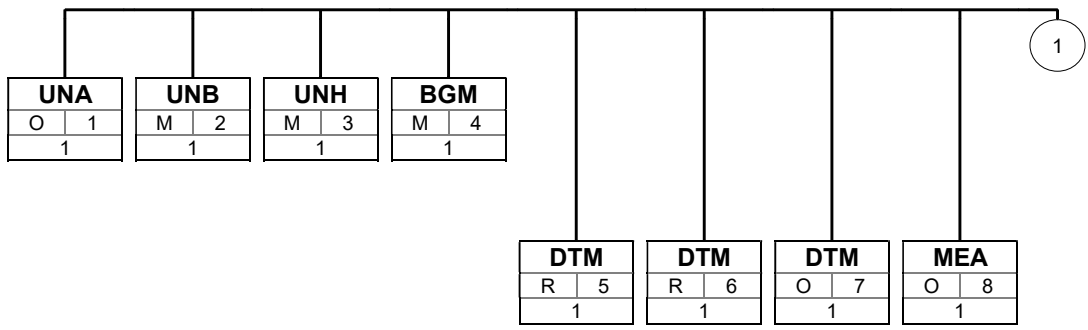 1
UNA UNB UNH BGM
O 1 M 2 M 3 M 4
1 1 1 1
DTM DTM DTM MEA
R 5 R 6 O 7 O 8
1 1 1 1